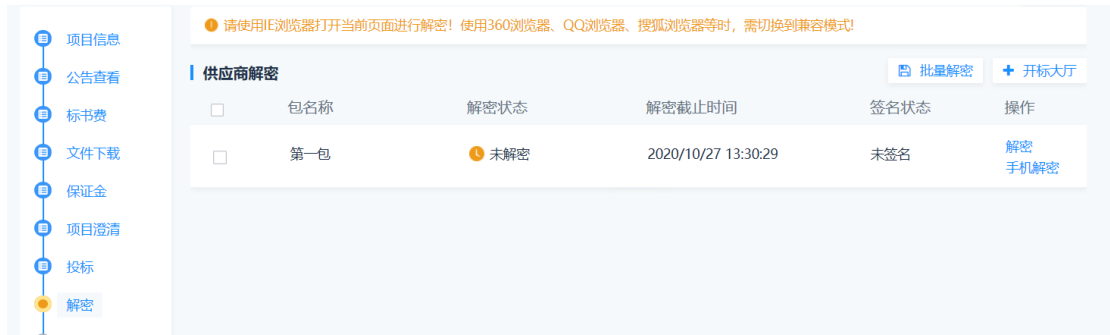 请使用IE浏览器打开当前页面进行解密！使用360浏览器、QQ浏览器、搜狐浏览器等时，需切换到兼容模式!
项目信息
公告查看
标书费
文件下载
保证金
项目澄清
投标
解密
供应商解密
批量解密 开标大厅
包名称 解密状态 解密截止时间 签名状态 操作
第一包 未解密 2020/10/27 13:30:29 未签名 解密
手机解密